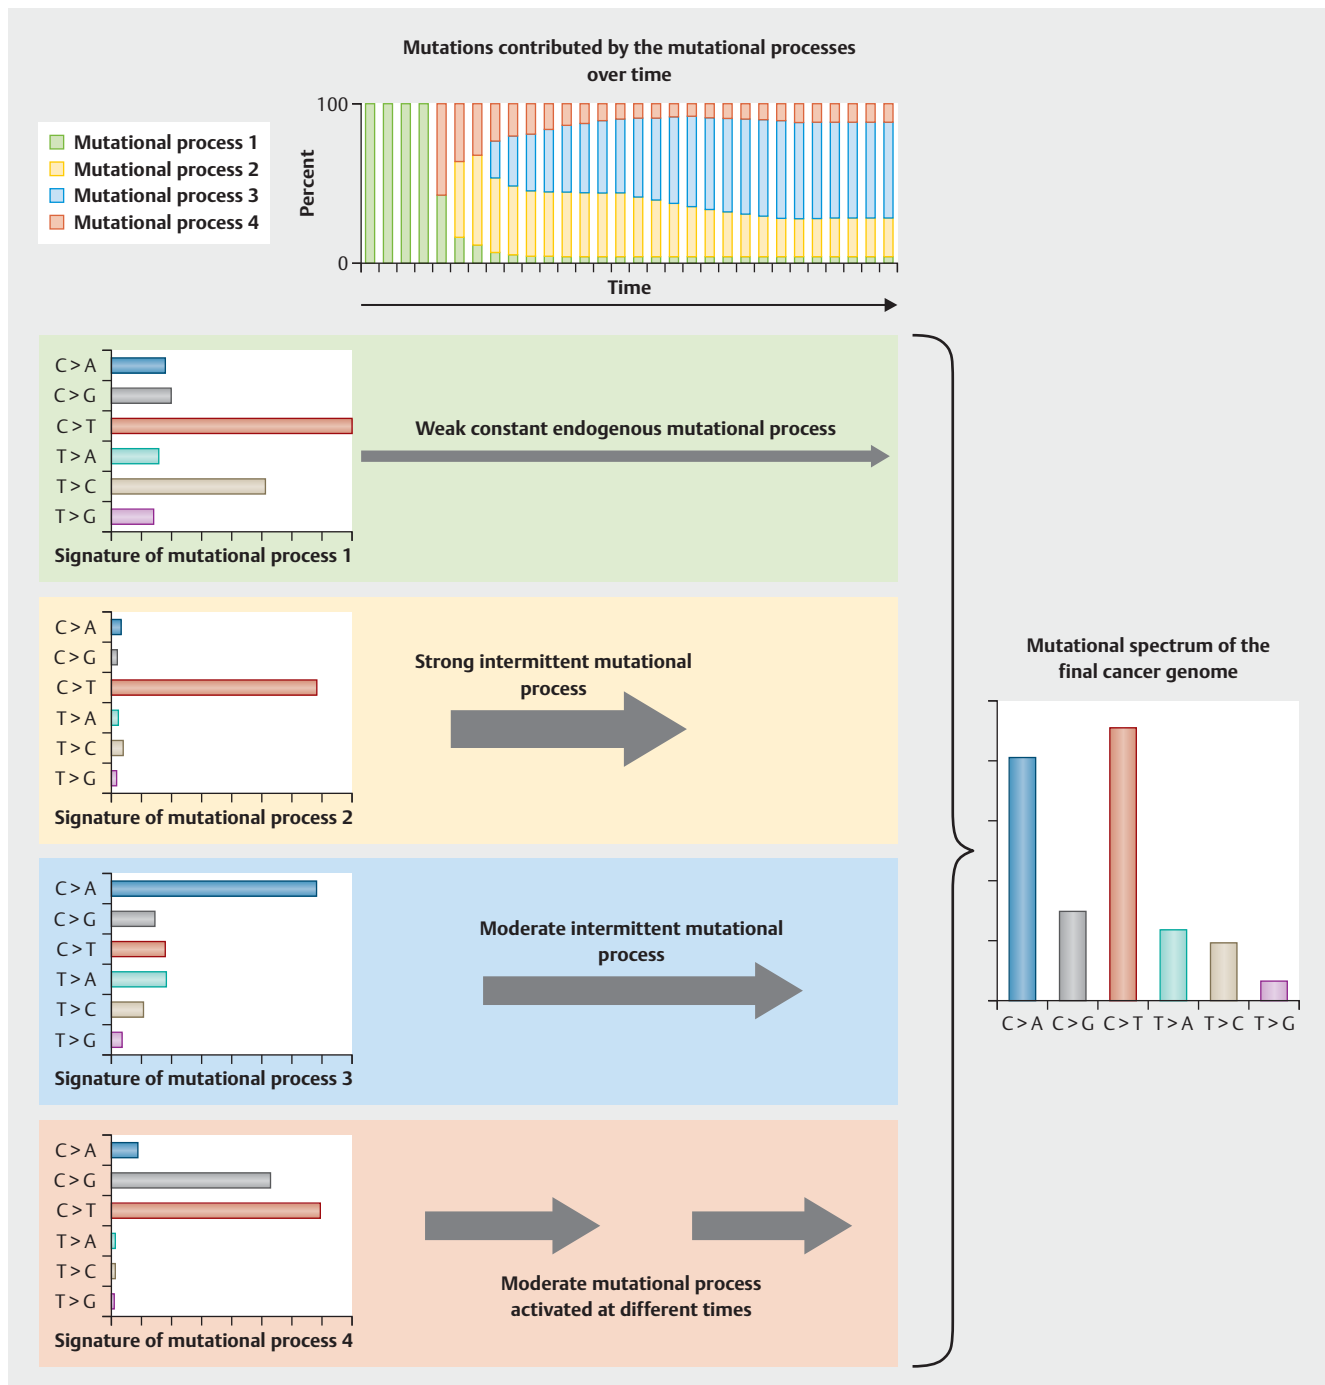 Mutations contributed by the mutational processes
over time
Mutational process 1
Mutational process 2
Mutational process 3
Mutational process 4
Percent
100
0
Time
C>A
C>G
C>T
T>A
T>C
T>G
Signature of mutational process 1
Weak constant endogenous mutational process
C>A
C>G
C>T
T>A
T>C
T>G
Signature of mutational process 2
Strong intermittent mutational
process
C>A
C>G
C>T
T>A
T>C
T>G
Signature of mutational process 3
Moderate intermittent mutational
process
C>A
C>G
C>T
T>A
T>C
T>G
Signature of mutational process 4
Moderate mutational process
activated at different times
Mutational spectrum of the
final cancer genome
C>A C>G C>T T>A T>C T>G